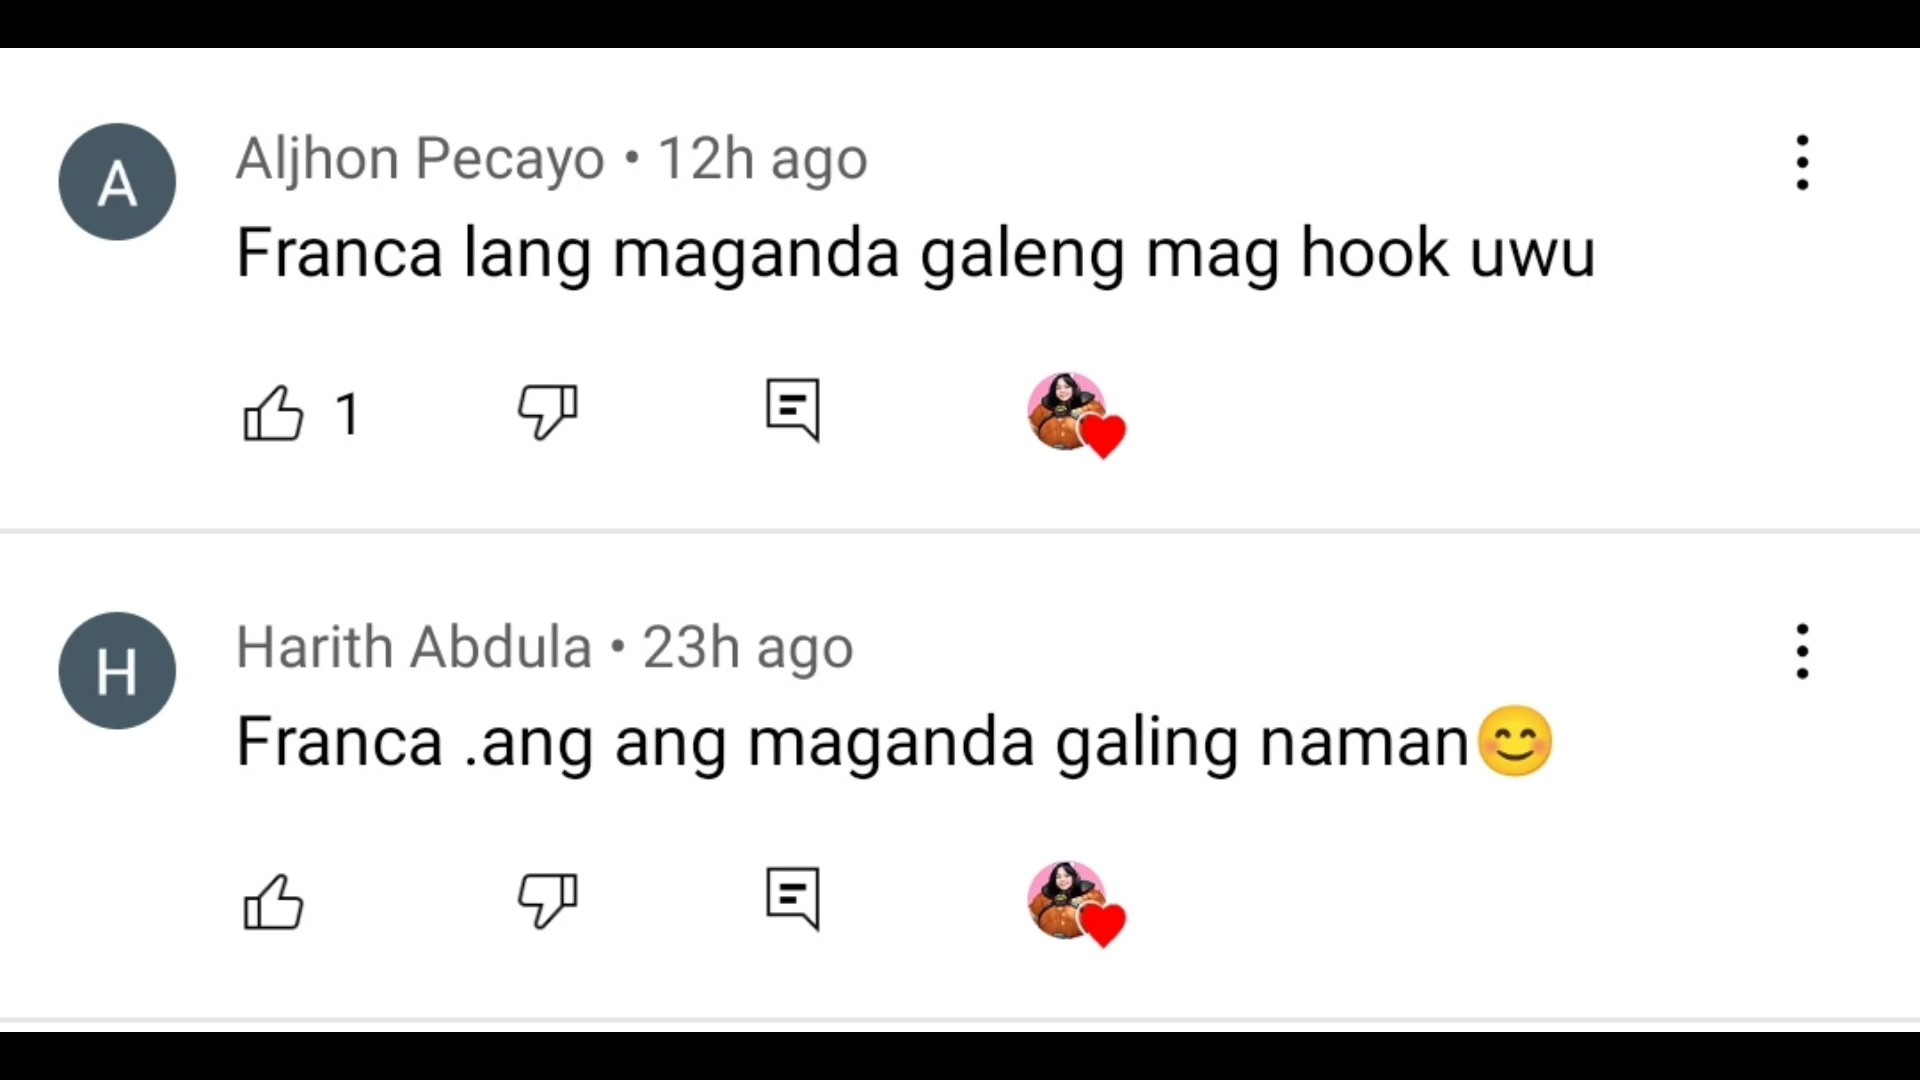 A
Aljhon Pecayo • 12h ago
Franca lang maganda galeng mag hook uwu
1
H
Harith Abdula • 23h ago
Franca .ang ang maganda galing naman😊